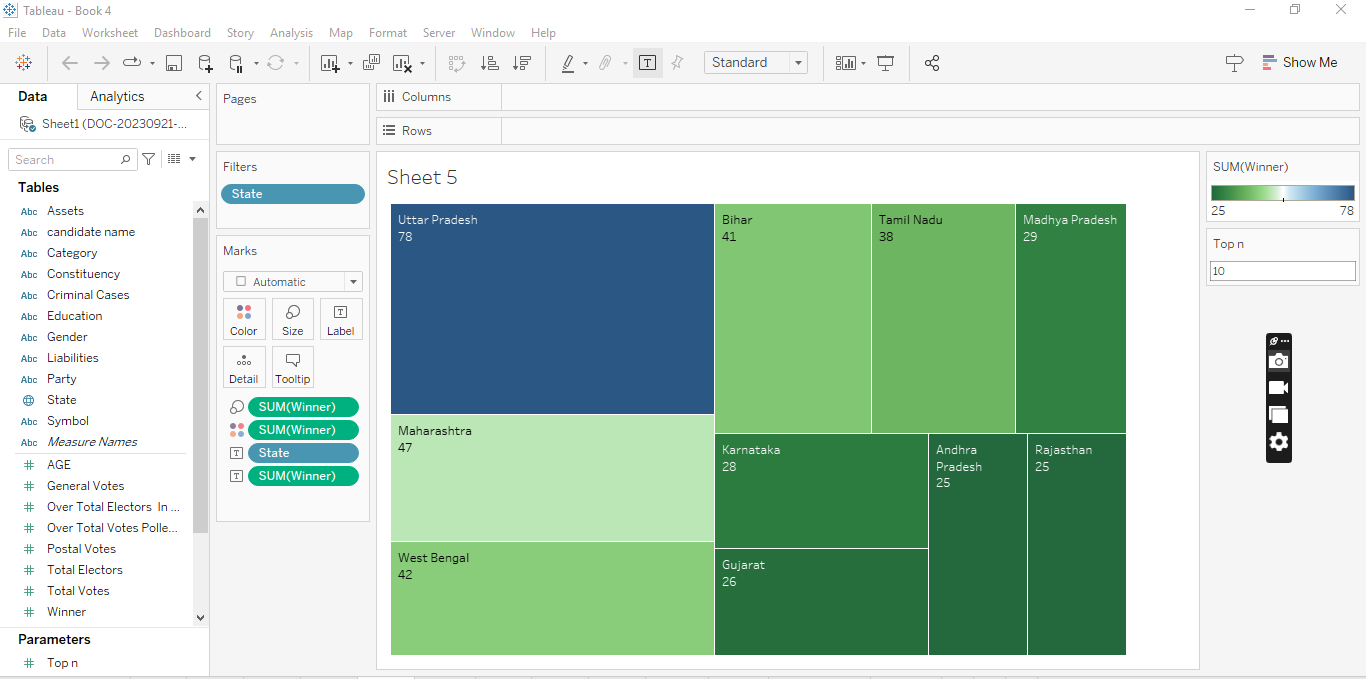 Tableau - Book 4
File Data Worksheet Dashboard Story Analysis Map Format Server Window Help
Standard
Show Me
Data
Analytics
Sheet1 (DOC-20230921-...
Search
Tables
Abc Assets
Abc candidate name
Abc Category
Abc Constituency
Abc Criminal Cases
Abc Education
Abc Gender
Abc Liabilities
Abc Party
State
Abc Symbol
Abc Measure Names
# AGE
# General Votes
# Over Total Electors In ...
# Over Total Votes Polle...
# Postal Votes
# Total Electors
# Total Votes
# Winner
Parameters
# Top n
Pages
Filters
State
Marks
Automatic
Color
Size
T
Label
Detail
Tooltip
SUM(Winner)
SUM(Winner)
T State
T SUM(Winner)
Columns
Rows
Sheet 5
Uttar Pradesh
78
Bihar
41
Tamil Nadu
38
Madhya Pradesh
29
Maharashtra
47
Karnataka
28
Andhra
Pradesh
25
Rajasthan
25
West Bengal
42
Gujarat
26
SUM(Winner)
25 78
Top n
10